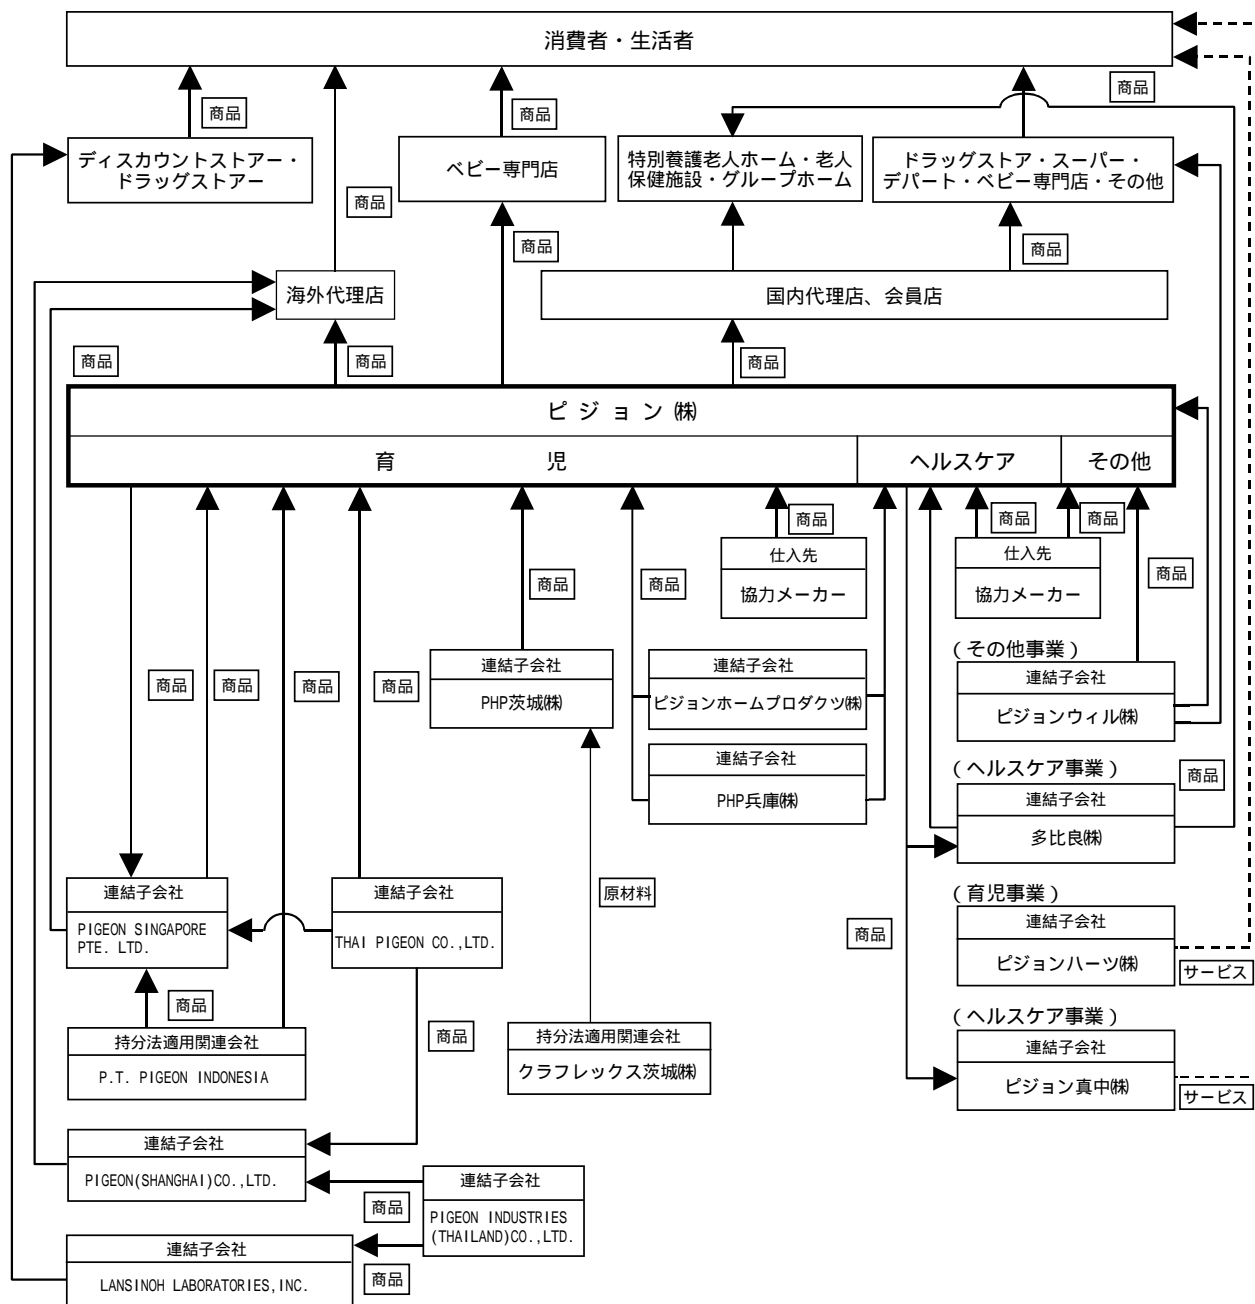 消費者・生活者
商品
商品
商品
ディスカウントストアー・
ドラッグストアー
ベビー専門店
特別養護老人ホーム・老人
保健施設・グループホーム
ドラッグストア・スーパー・
デパート・ベビー専門店・その他
商品
商品
商品
海外代理店
国内代理店、会員店
商品
商品
商品
ピジョン㈱
育児
ヘルスケア
その他
商品
商品
商品
仕入先
協力メーカー
仕入先
協力メーカー
商品
商品
商品
(その他事業)
連結子会社
ピジョンウィル㈱
商品
商品
商品
商品
連結子会社
PHP茨城㈱
連結子会社
ピジョンホームプロダクツ㈱
連結子会社
PHP兵庫㈱
(ヘルスケア事業)
商品
連結子会社
多比良㈱
連結子会社
PIGEON SINGAPORE
PTE. LTD.
連結子会社
THAI PIGEON CO.,LTD.
原材料
商品
(育児事業)
連結子会社
ピジョンハーツ㈱
サービス
商品
商品
持分法適用関連会社
P.T. PIGEON INDONESIA
持分法適用関連会社
クラフレックス茨城㈱
(ヘルスケア事業)
連結子会社
ピジョン真中㈱
サービス
連結子会社
PIGEON(SHANGHAI)CO.,LTD.
商品
連結子会社
PIGEON INDUSTRIES
(THAILAND)CO.,LTD.
連結子会社
LANSINOH LABORATORIES,INC.
商品